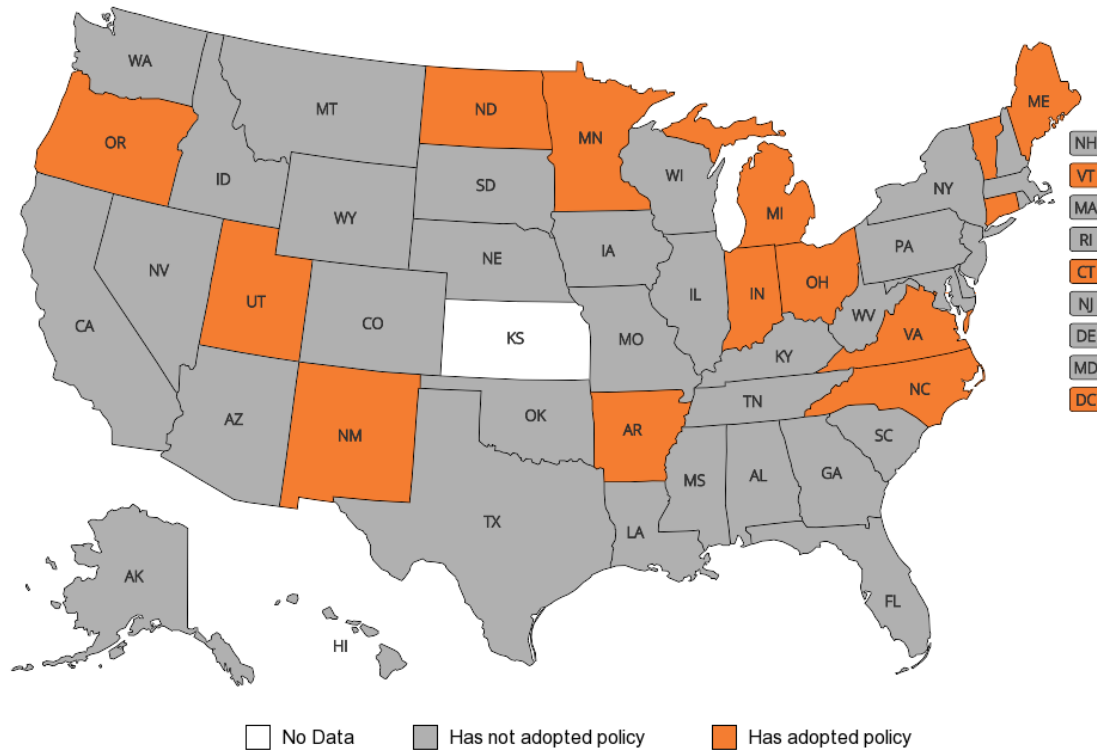 WA
MT
ND
MN
ME
OR
ID
SD
WI
NH
VT
WY
MI
NY
MA
NV
NE
IA
PA
RI
UT
IL
IN
OH
CT
CA
CO
KS
MO
WV
VA
NJ
KY
DE
AZ
NM
OK
AR
TN
NC
MD
DC
MS
AL
GA
SC
TX
LA
AK
FL
HI
No Data
Has not adopted policy
Has adopted policy